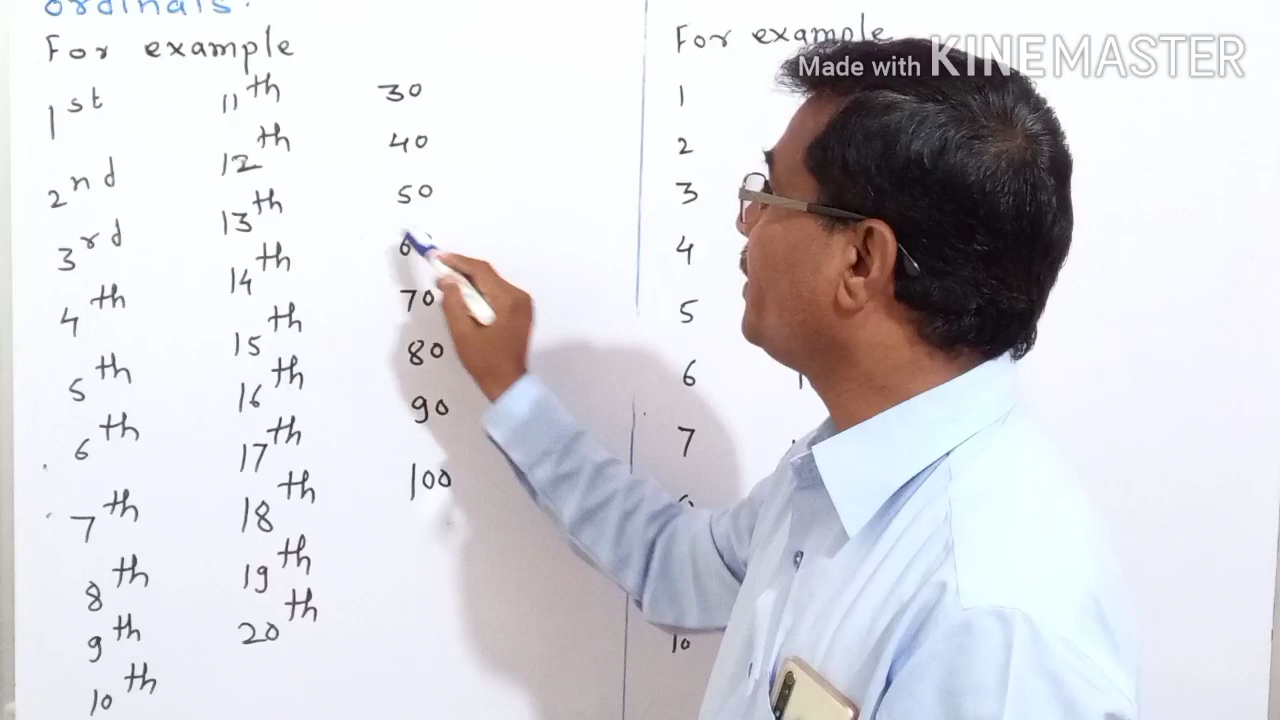 ordinals.
For example
1st
2nd
3rd
4th
5th
6th
7th
8th
9th
10th
11th
12th
13th
14th
15th
16th
17th
18th
19th
20th
30
40
50
70
80
90
100
For example
1
2
3
4
5
6
7
10
Made with KINEMASTER